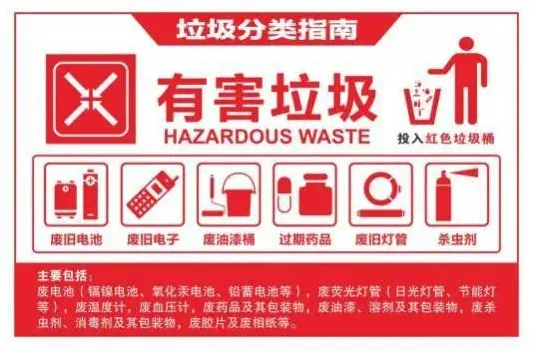 垃圾分类指南
有害垃圾
HAZARDOUS WASTE
投入红色垃圾桶
废旧电池
废旧电子
废油漆桶
过期药品
废旧灯管
杀虫剂
主要包括：
废电池（镉镍电池、氧化汞电池、铅蓄电池等），废荧光灯管（日光灯管、节能灯
等），废温度计，废血压计，废药品及其包装物，废油漆、溶剂及其包装物，废杀
虫剂、消毒剂及其包装物，废胶片及废相纸等。